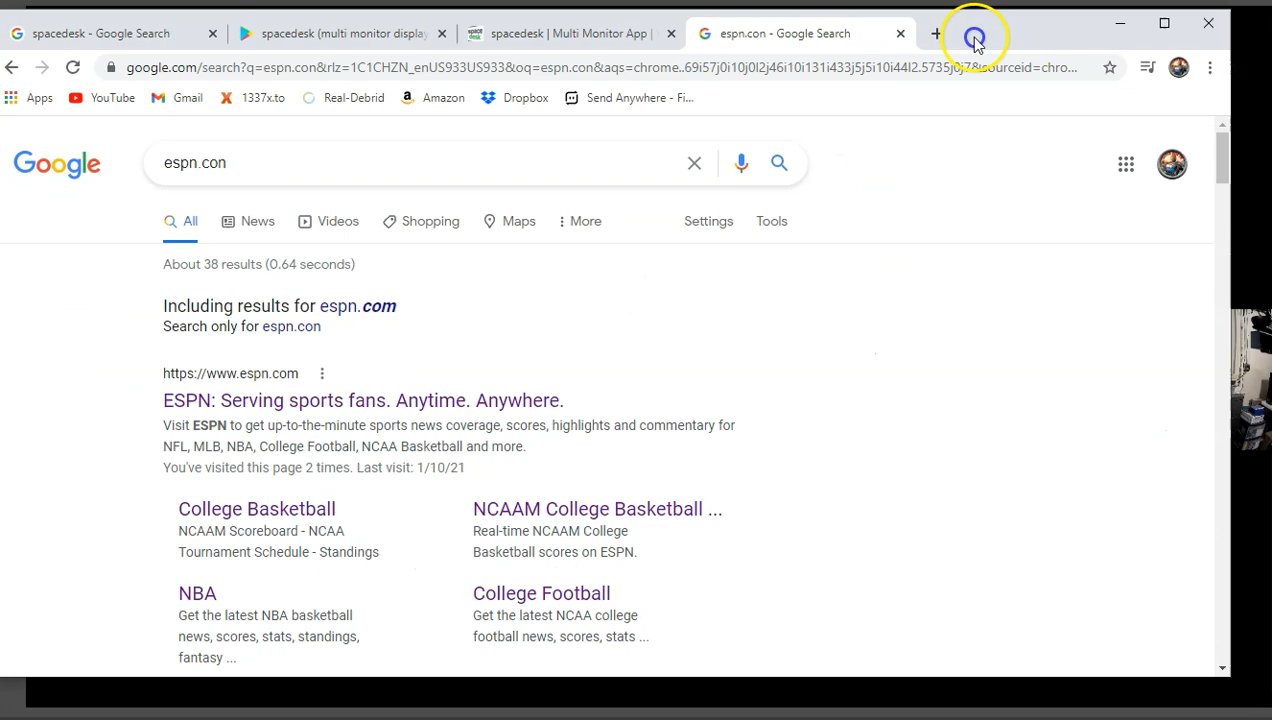 spacedesk - Google Search
spacedesk (multi monitor display
spacedesk | Multi Monitor App |
espn.con - Google Search
google.com/search?q=espn.con&rlz=1C1CHZN_enUS933US933&oq=espn.con&aqs=chrome..69i57j0i10j0l2j46i10i131i433j5j5i10i44l2.5735j0j7&sourceid=chro...
Apps
YouTube
Gmail
1337x.to
Real-Debrid
Amazon
Dropbox
Send Anywhere - Fi...
Google
espn.con
All
News
Videos
Shopping
Maps
More
Settings
Tools
About 38 results (0.64 seconds)
Including results for espn.com
Search only for espn.con
https://www.espn.com
ESPN: Serving sports fans. Anytime. Anywhere.
Visit ESPN to get up-to-the-minute sports news coverage, scores, highlights and commentary for
NFL, MLB, NBA, College Football, NCAA Basketball and more.
You've visited this page 2 times. Last visit: 1/10/21
College Basketball
NCAAM Scoreboard - NCAA
Tournament Schedule - Standings
NCAAM College Basketball ...
Real-time NCAAM College
Basketball scores on ESPN.
NBA
Get the latest NBA basketball
news, scores, stats, standings,
fantasy ...
College Football
Get the latest NCAA college
football news, scores, stats ...